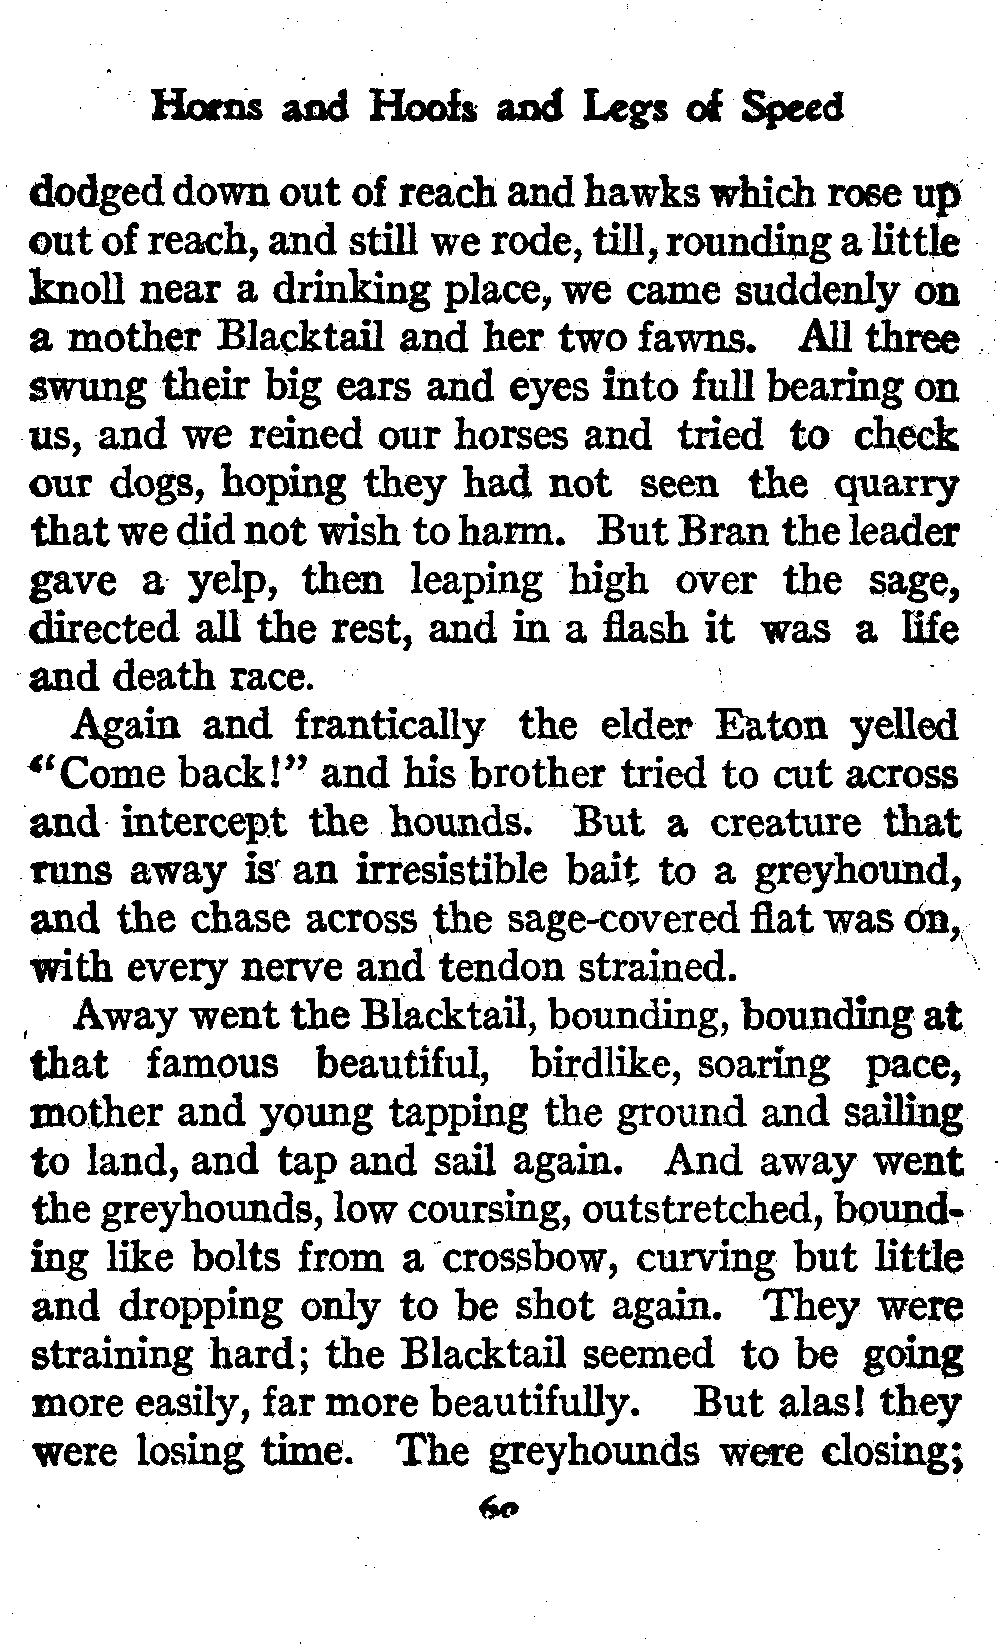 Horns and Hoofs and Legs of Speed
dodged down out of reach and hawks which rose up
out of reach, and still we rode, till, rounding a little
knoll near a drinking place, we came suddenly on
a mother Blacktail and her two fawns. All three
swung their big ears and eyes into full bearing on
us, and we reined our horses and tried to check
our dogs, hoping they had not seen the quarry
that we did not wish to harm. But Bran the leader
gave a yelp, then leaping high over the sage,
directed all the rest, and in a flash it was a life
and death race.
Again and frantically the elder Eaton yelled
“Come back!” and his brother tried to cut across
and intercept the hounds. But a creature that
runs away is an irresistible bait to a greyhound,
and the chase across the sage-covered flat was on,
with every nerve and tendon strained.
Away went the Blacktail, bounding, bounding at
that famous beautiful, birdlike, soaring pace,
mother and young tapping the ground and sailing
to land, and tap and sail again. And away went
the greyhounds, low coursing, outstretched, bound-
ing like bolts from a crossbow, curving but little
and dropping only to be shot again. They were
straining hard; the Blacktail seemed to be going
more easily, far more beautifully. But alas! they
were losing time. The greyhounds were closing;
60